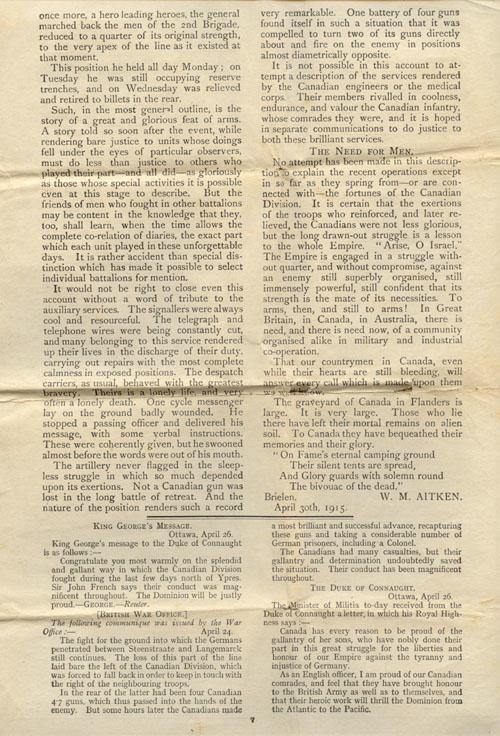 once more, a hero leading heroes, the general
marched back the men of the 2nd Brigade,
reduced to a quarter of its original strength,
to the very apex of the line as it existed at
that moment.
This position he held all day Monday; on
Tuesday he was still occupying reserve
trenches, and on Wednesday was relieved
and retired to billets in the rear.
Such, in the most general outline, is the
story of a great and glorious feat of arms.
A story told so soon after the event, while
rendering bare justice to units whose doings
fell under the eyes of particular observers,
must do less than justice to others who
played their part—and all did—as gloriously
as those whose special activities it is possible
even at this stage to describe. But the
friends of men who fought in other battalions
may be content in the knowledge that they,
too, shall learn, when time allows the
complete co-relation of diaries, the exact part
which each unit played in these unforgettable
days. It is rather accident than special dis-
tinction which has made it possible to select
individual battalions for mention.
It would not be right to close even this
account without a word of tribute to the
auxiliary services. The signallers were always
cool and resourceful. The telegraph and
telephone wires were being constantly cut,
and many belonging to this service rendered
up their lives in the discharge of their duty,
carrying out repairs with the most complete
calmness in exposed positions. The despatch
carriers, as usual, behaved with the greatest
bravery. Theirs is a lonely life, and very
often a lonely death. One cycle messenger
lay on the ground badly wounded. He
stopped a passing officer and delivered his
message, with some verbal instructions.
These were coherently given, but he swooned
almost before the words were out of his mouth.
The artillery never flagged in the sleep-
less struggle in which so much depended
upon its exertions. Not a Canadian gun was
lost in the long battle of retreat. And the
nature of the position renders such a record
very remarkable. One battery of four guns
found itself in such a situation that it was
compelled to turn two of its guns directly
about and fire on the enemy in positions
almost diametrically opposite.
It is not possible in this account to at-
tempt a description of the services rendered
by the Canadian engineers or the medical
corps. Their members rivalled in coolness,
endurance, and valour the Canadian infantry,
whose comrades they were, and it is hoped
in separate communications to do justice to
both these brilliant services.
THE NEED FOR MEN.
No attempt has been made in this descrip-
tion to explain the recent operations except
in so far as they spring from—or are con-
nected with—the fortunes of the Canadian
Division. It is certain that the exertions
of the troops who reinforced, and later re-
lieved, the Canadians were not less glorious,
but the long drawn-out struggle is a lesson
to the whole Empire. "Arise, O Israel."
The Empire is engaged in a struggle with-
out quarter, and without compromise, against
an enemy still superbly organised, still
immensely powerful, still confident that its
strength is the mate of its necessities. To
arms, then, and still to arms! In Great
Britain, in Canada, in Australia, there is
need, and there is need now, of a community
organised alike in military and industrial
co-operation.
That our countrymen in Canada, even
while their hearts are still bleeding, will
answer every call which is made upon them
we well know.
The graveyard of Canada in Flanders is
large. It is very large. Those who lie
there have left their mortal remains on alien
soil. To Canada they have bequeathed their
memories and their glory.
"On Fame's eternal camping ground
Their silent tents are spread,
And Glory guards with solemn round
The bivouac of the dead."
Brielen, W. M. AITKEN.
April 30th, 1915.
KING GEORGE'S MESSAGE.
Ottawa, April 26.
King George's message to the Duke of Connaught
is as follows:—
Congratulate you most warmly on the splendid
and gallant way in which the Canadian Division
fought during the last few days north of Ypres.
Sir John French says their conduct was mag-
nificent throughout. The Dominion will be justly
proud.—GEORGE.—Reuter.
[BRITISH WAR OFFICE.]
The following communique was issued by the War
Office:— April 24.
The fight for the ground into which the Germans
penetrated between Steenstraate and Langemarck
still continues. The loss of this part of the line
laid bare the left of the Canadian Division, which
was forced to fall back in order to keep in touch with
the right of the neighbouring troops.
In the rear of the latter had been four Canadian
4·7 guns, which thus passed into the hands of the
enemy. But some hours later the Canadians made
a most brilliant and successful advance, recapturing
these guns and taking a considerable number of
German prisoners, including a Colonel.
The Canadians had many casualties, but their
gallantry and determination undoubtedly saved
the situation. Their conduct had been magnificent
throughout.
THE DUKE OF CONNAUGHT.
Ottawa, April 26.
The Minister of Militia to-day received from the
Duke of Connaught a letter, in which his Royal High-
ness says:—
Canada has every reason to be proud of the
gallantry of her sons, who have nobly done their
part in this great struggle for the liberties and
honour of our Empire against the tyranny and
injustice of Germany.
As an English officer, I am proud of our Canadian
comrades, and feel that they have brought honour
to the British Army as well as to themselves, and
that their heroic work will thrill the Dominion from
the Atlantic to the Pacific.